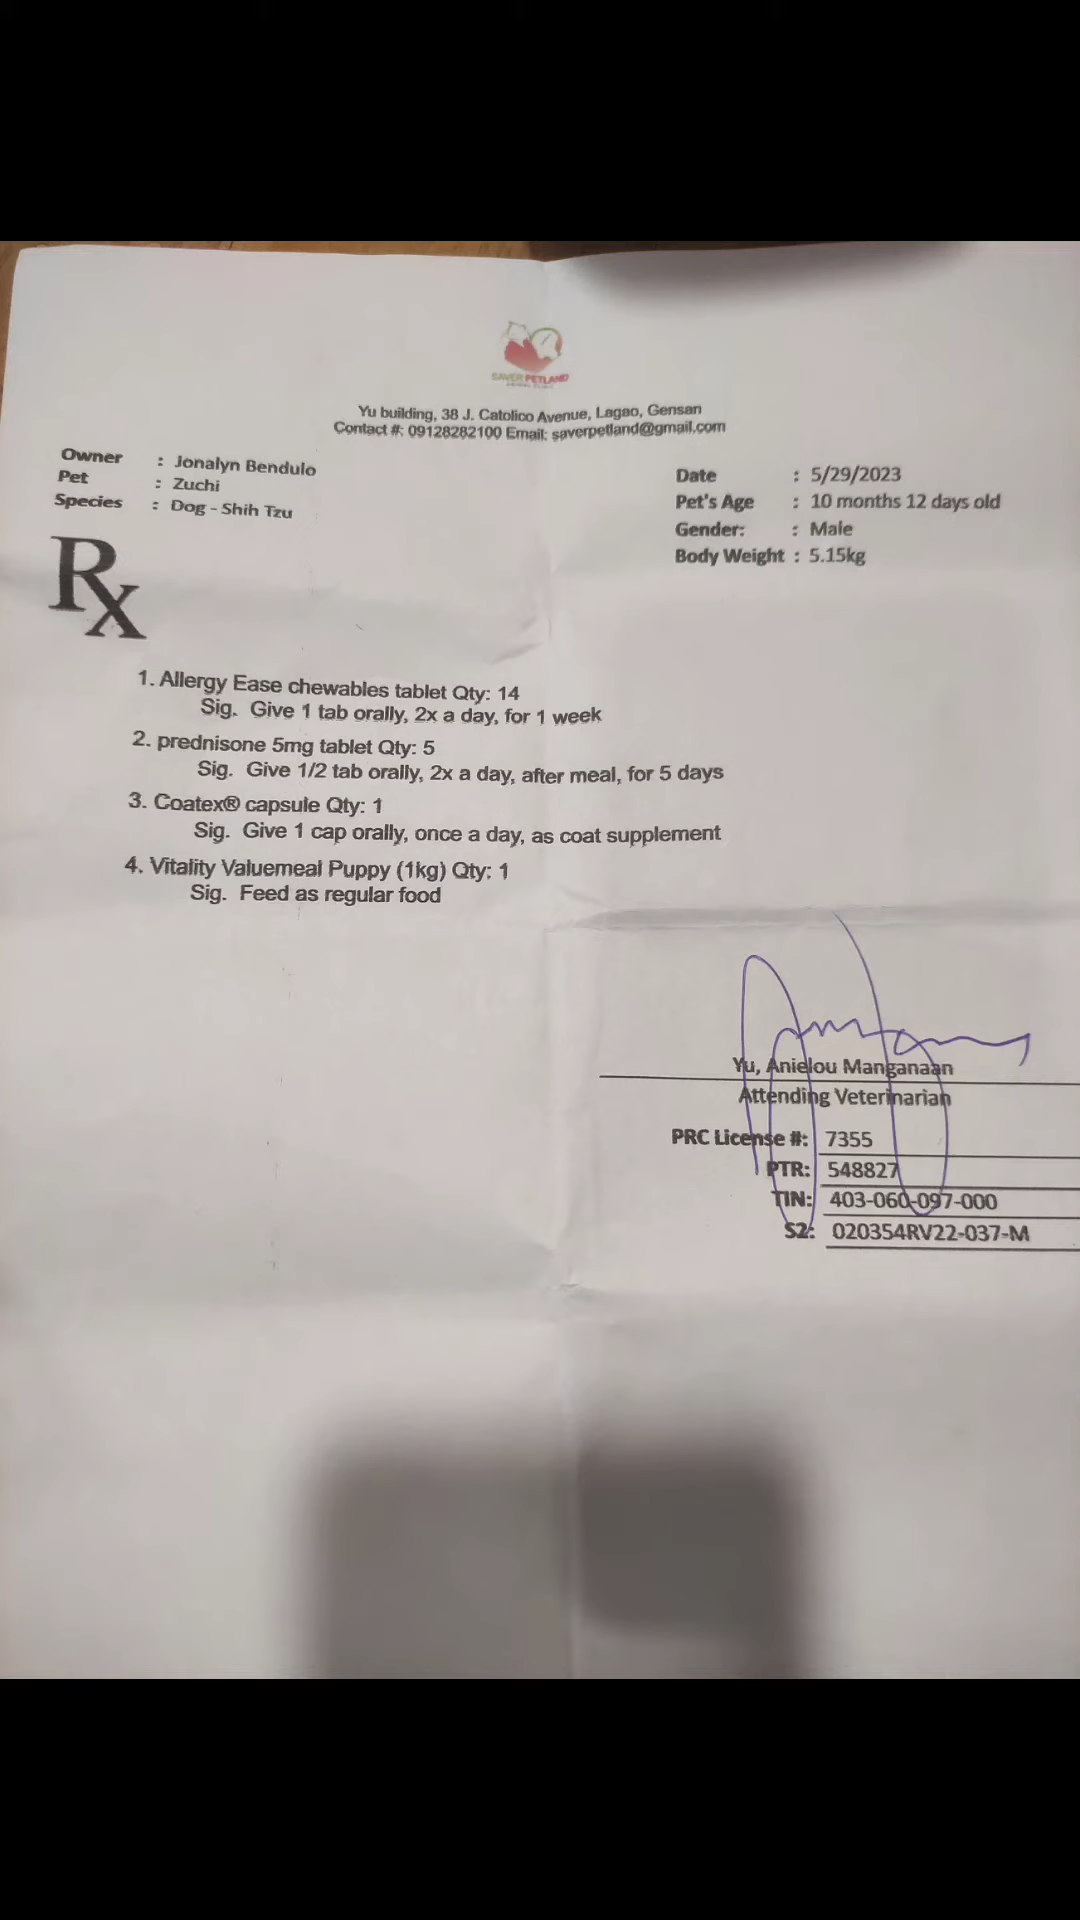 SAVER PETLAND
Yu building, 38 J. Catolico Avenue, Lagao, Gensan
Contact #: 09128282100 Email: saverpetland@gmail.com
Owner : Jonalyn Bendulo
Pet : Zuchi
Species : Dog - Shih Tzu
Date : 5/29/2023
Pet's Age : 10 months 12 days old
Gender: : Male
Body Weight : 5.15kg
Rx
1. Allergy Ease chewables tablet Qty: 14
Sig. Give 1 tab orally, 2x a day, for 1 week
2. prednisone 5mg tablet Qty: 5
Sig. Give 1/2 tab orally, 2x a day, after meal, for 5 days
3. Coatex® capsule Qty: 1
Sig. Give 1 cap orally, once a day, as coat supplement
4. Vitality Valuemeal Puppy (1kg) Qty: 1
Sig. Feed as regular food
Yu, Anielou Manganaan
Attending Veterinarian
PRC License #: 7355
PTR: 548827
TIN: 403-060-097-000
S2: 020354RV22-037-M